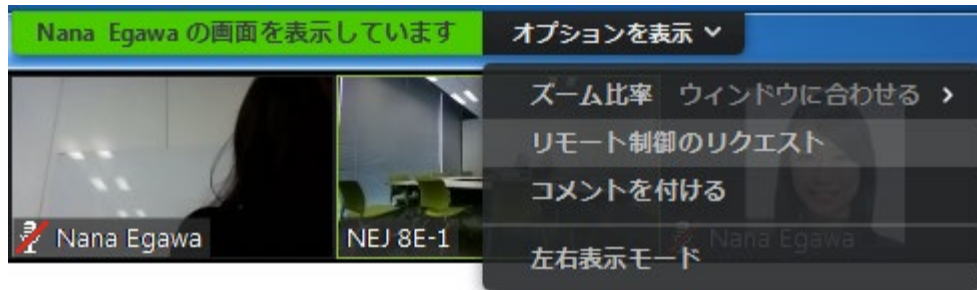 Nana Egawa の画面を表示しています
オプションを表示
ズーム比率 ウィンドウに合わせる
リモート制御のリクエスト
コメントを付ける
左右表示モード
Nana Egawa
NEJ 8E-1
Nana Egawa